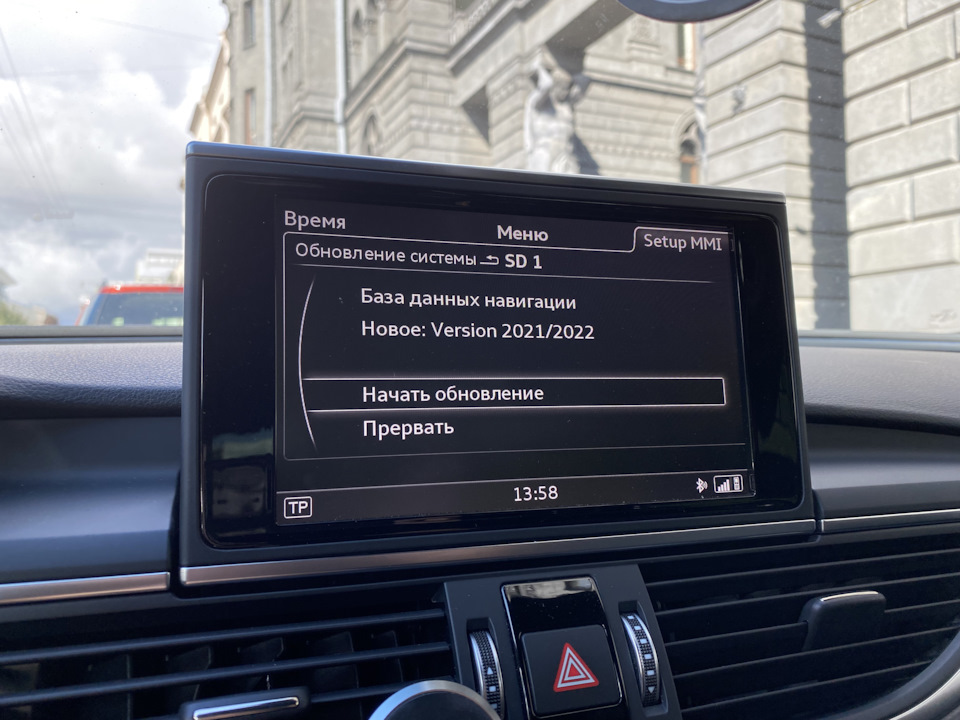 Время Меню Setup MMI
Обновление системы SD 1
База данных навигации
Новое: Version 2021/2022
Начать обновление
Прервать
TP 13:58